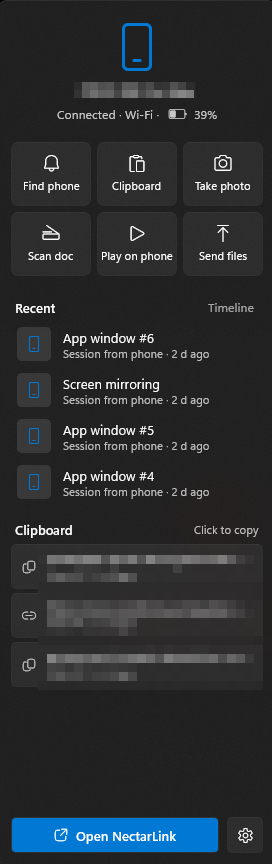 Connected · Wi-Fi · 39%
Find phone
Clipboard
Take photo
Scan doc
Play on phone
Send files
Recent
Timeline
App window #6
Session from phone · 2 d ago
Screen mirroring
Session from phone · 2 d ago
App window #5
Session from phone · 2 d ago
App window #4
Session from phone · 2 d ago
Clipboard
Click to copy
Open NectarLink